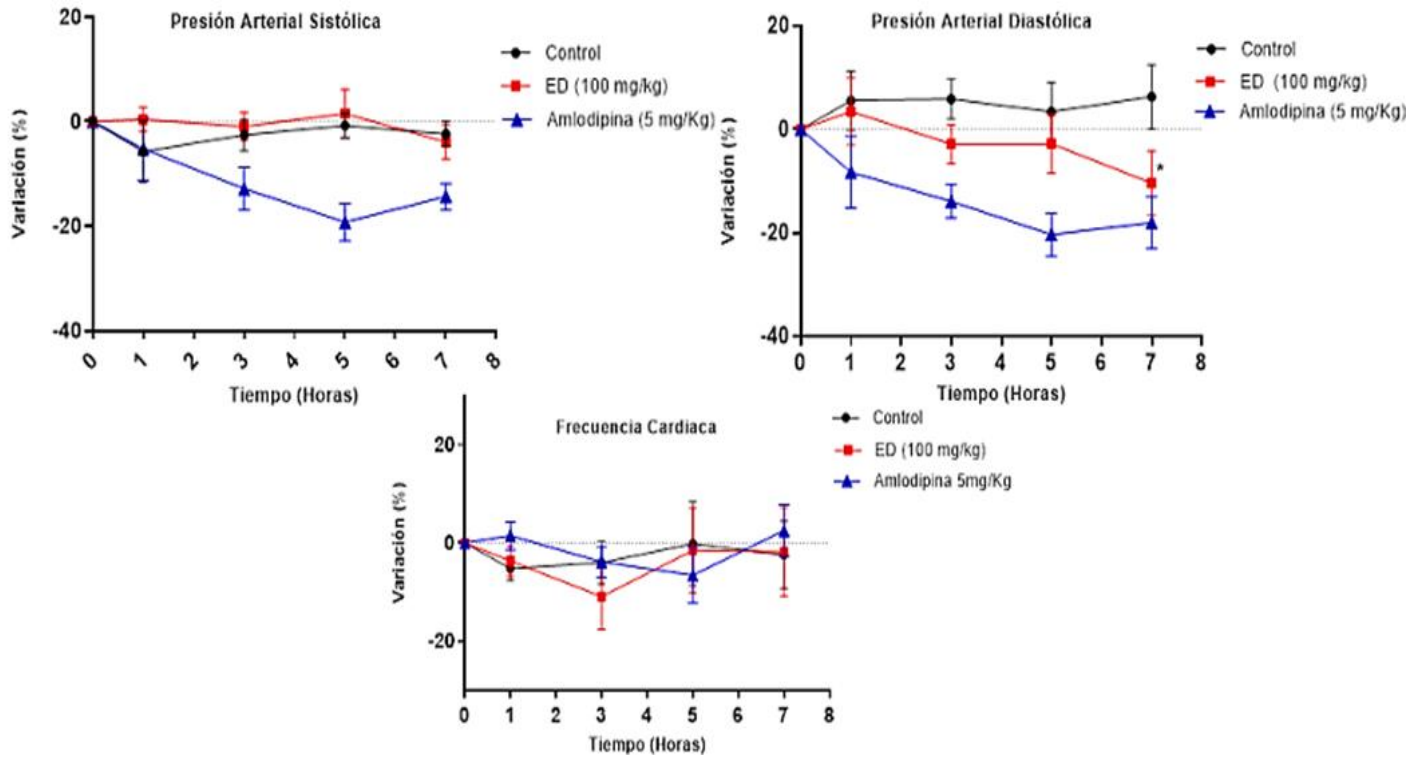 Presión Arterial Sistólica
Control
ED (100 mg/kg)
Amlodipina (5 mg/Kg)
Variación (%)
20
0
-20
-40
0 1 2 3 4 5 6 7 8
Tiempo (Horas)
Presión Arterial Diastólica
Control
ED (100 mg/kg)
Amlodipina (5 mg/Kg)
Variación (%)
20
0
-20
-40
*
0 1 2 3 4 5 6 7 8
Tiempo (Horas)
Frecuencia Cardiaca
Control
ED (100 mg/kg)
Amlodipina 5mg/Kg
Variación (%)
20
0
-20
0 1 2 3 4 5 6 7 8
Tiempo (Horas)